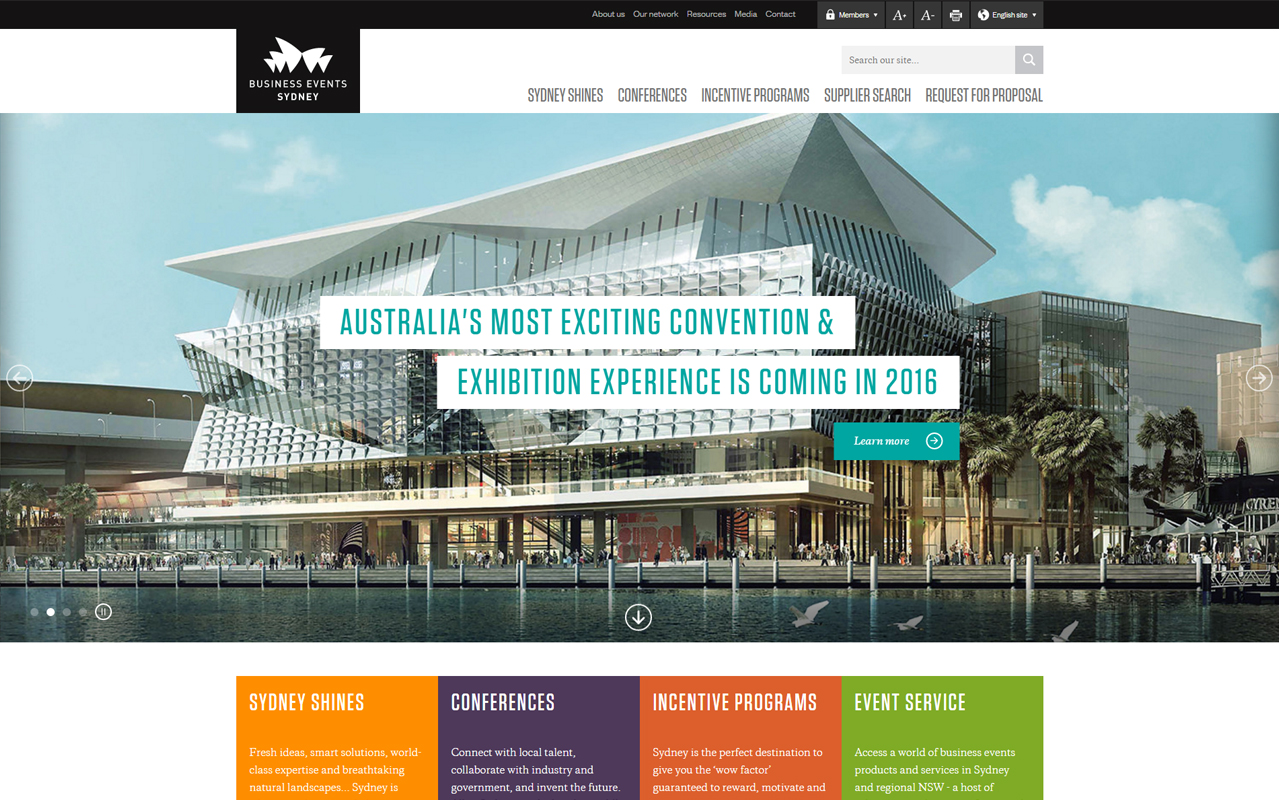 About us Our network Resources Media Contact Members A+ A- English site
BUSINESS EVENTS
SYDNEY
Search our site...
SYDNEY SHINES CONFERENCES INCENTIVE PROGRAMS SUPPLIER SEARCH REQUEST FOR PROPOSAL
AUSTRALIA'S MOST EXCITING CONVENTION &
EXHIBITION EXPERIENCE IS COMING IN 2016
Learn more
SYDNEY SHINES
Fresh ideas, smart solutions, world-
class expertise and breathtaking
natural landscapes... Sydney is
CONFERENCES
Connect with local talent,
collaborate with industry and
government, and invent the future.
INCENTIVE PROGRAMS
Sydney is the perfect destination to
give you the 'wow factor'
guaranteed to reward, motivate and
EVENT SERVICE
Access a world of business events
products and services in Sydney
and regional NSW - a host of